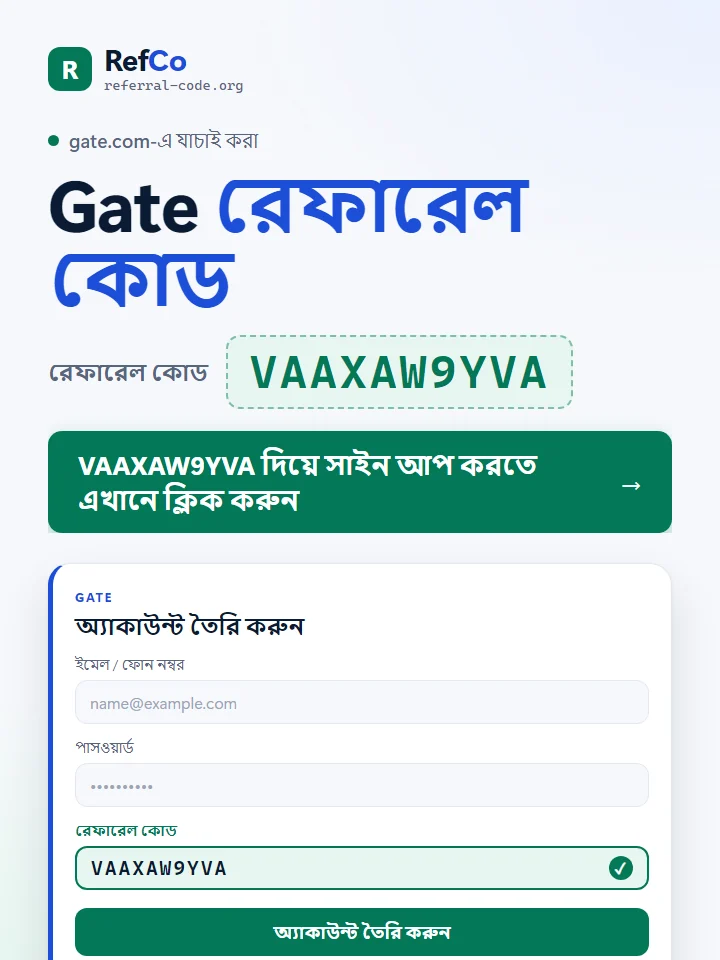 R
RefCo
referral-code.org
gate.com-এ যাচাই করা
Gate রেফারেল
কোড
রেফারেল কোড VAAXAW9YVA
VAAXAW9YVA দিয়ে সাইন আপ করতে
এখানে ক্লিক করুন →
GATE
অ্যাকাউন্ট তৈরি করুন
ইমেল / ফোন নম্বর
name@example.com
পাসওয়ার্ড
••••••••••
রেফারেল কোড
VAAXAW9YVA ✓
অ্যাকাউন্ট তৈরি করুন